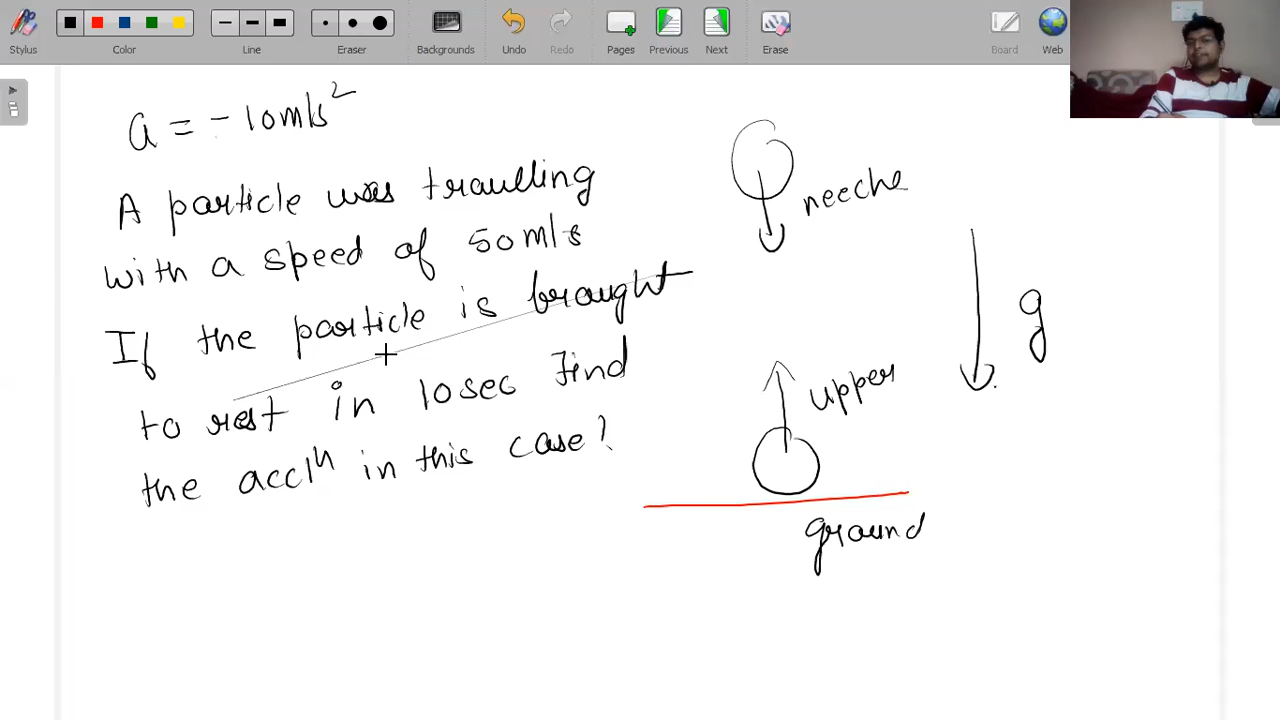 Stylus
Color
Line
Eraser
Backgrounds
Undo
Redo
Pages
Previous
Next
Erase
Board
Web
a = -10m/s²
A particle was travelling
with a speed of 50m/s
If the particle is brought
to rest in 10sec Find
the acclⁿ in this case?
neeche
g
upper
ground